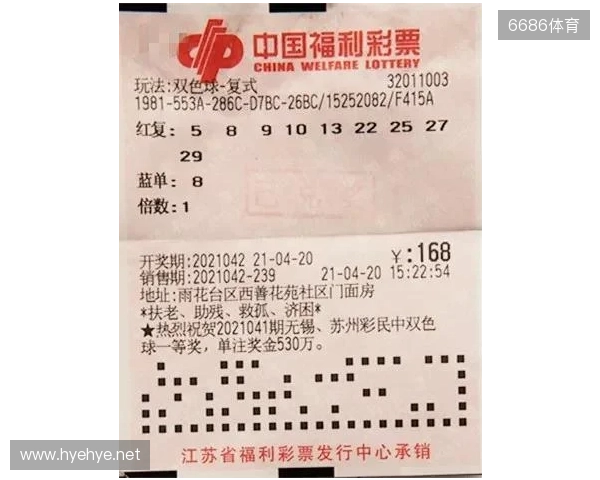 6686体育
中国福利彩票
CHINA WELFARE LOTTERY
玩法:双色球-复式 32011003
1981-553A-286C-D7BC-26BC/15252082/F415A
红复: 5 8 9 10 13 22 25 27
29
蓝单: 8
倍数:1
开奖期:2021042 21-04-20 ¥:168
销售期:2021042-239 21-04-20 15:22:54
地址:雨花台区西善花苑社区门面房
*扶老、助残、救孤、济困*
★热烈祝贺2021041期无锡、苏州彩民中双色
球一等奖，单注奖金530万。
www.hyehye.net
江苏省福利彩票发行中心承销